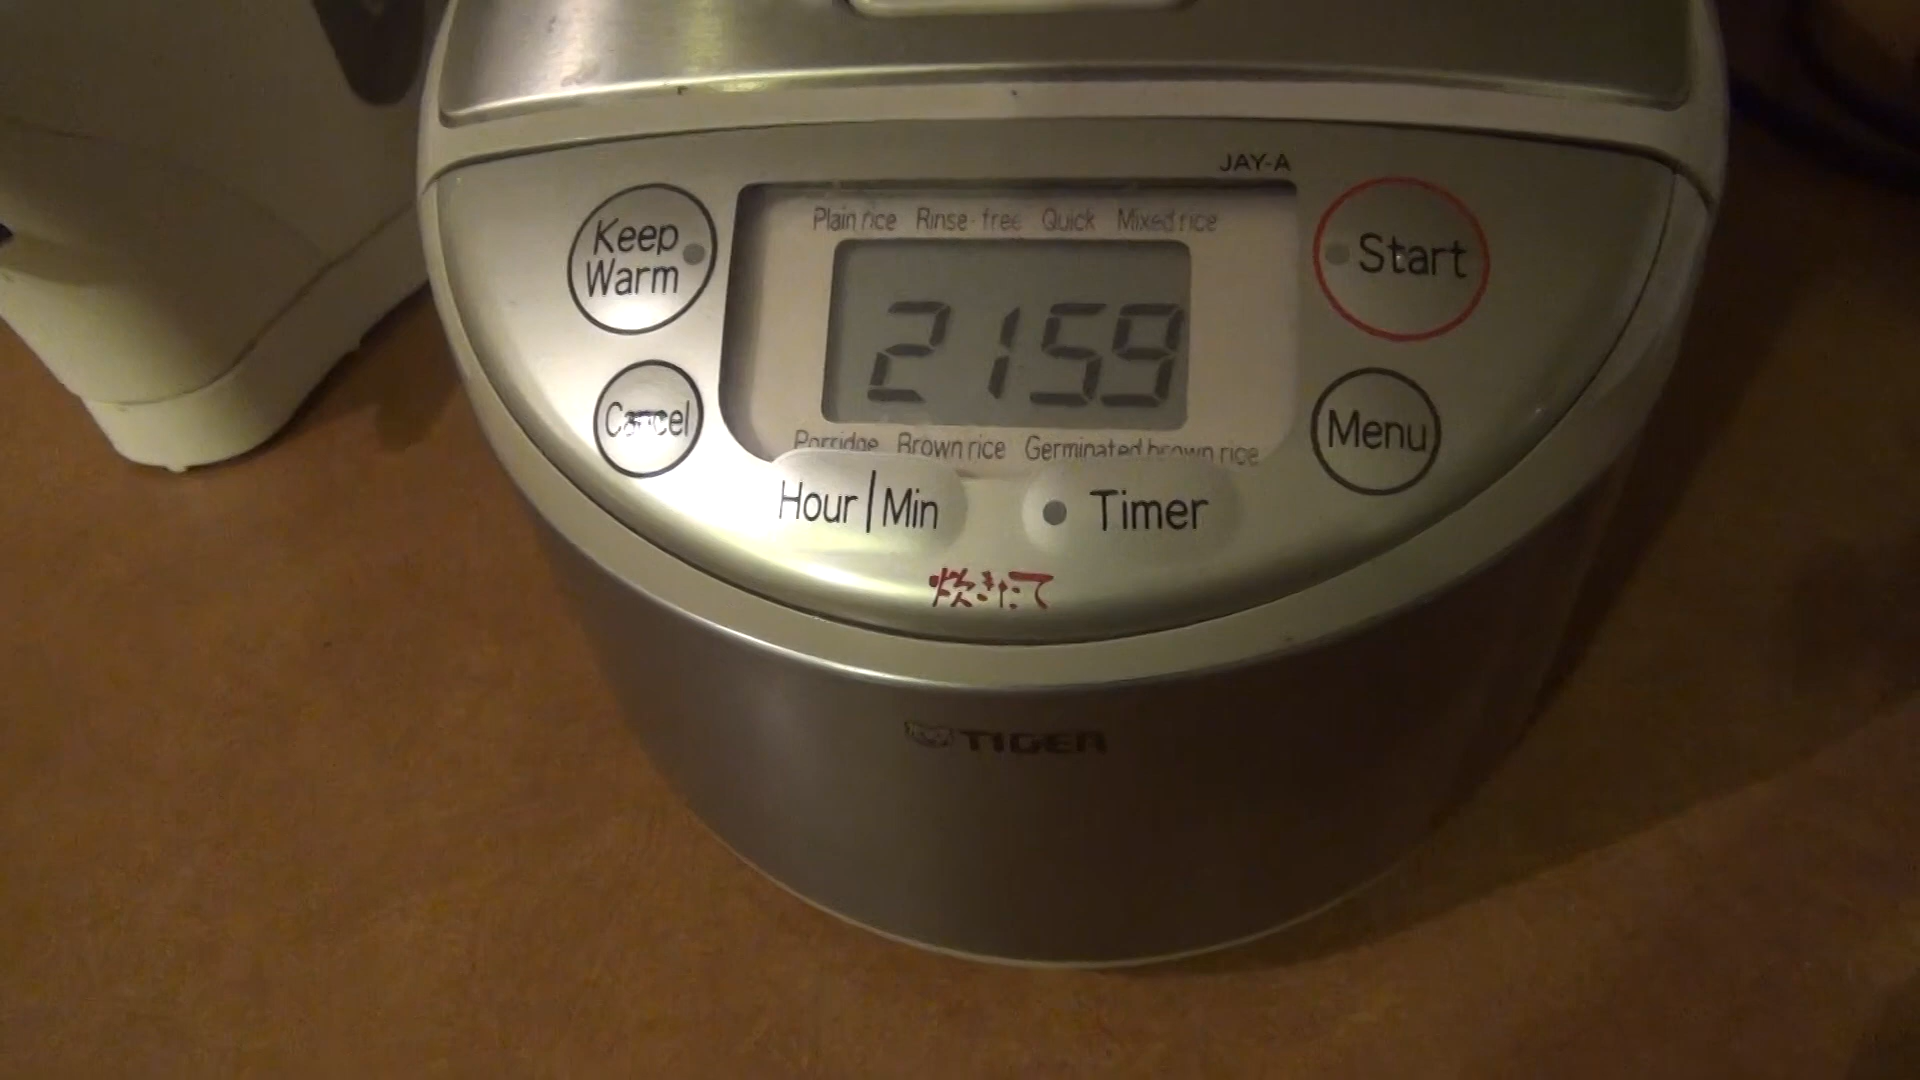 JAY-A
Plain rice Rinse-free Quick Mixed rice
Keep
Warm
2159
Start
Cancel
Menu
Porridge Brown rice Germinated brown rice
Hour|Min
Timer
炊きたて
TIGER